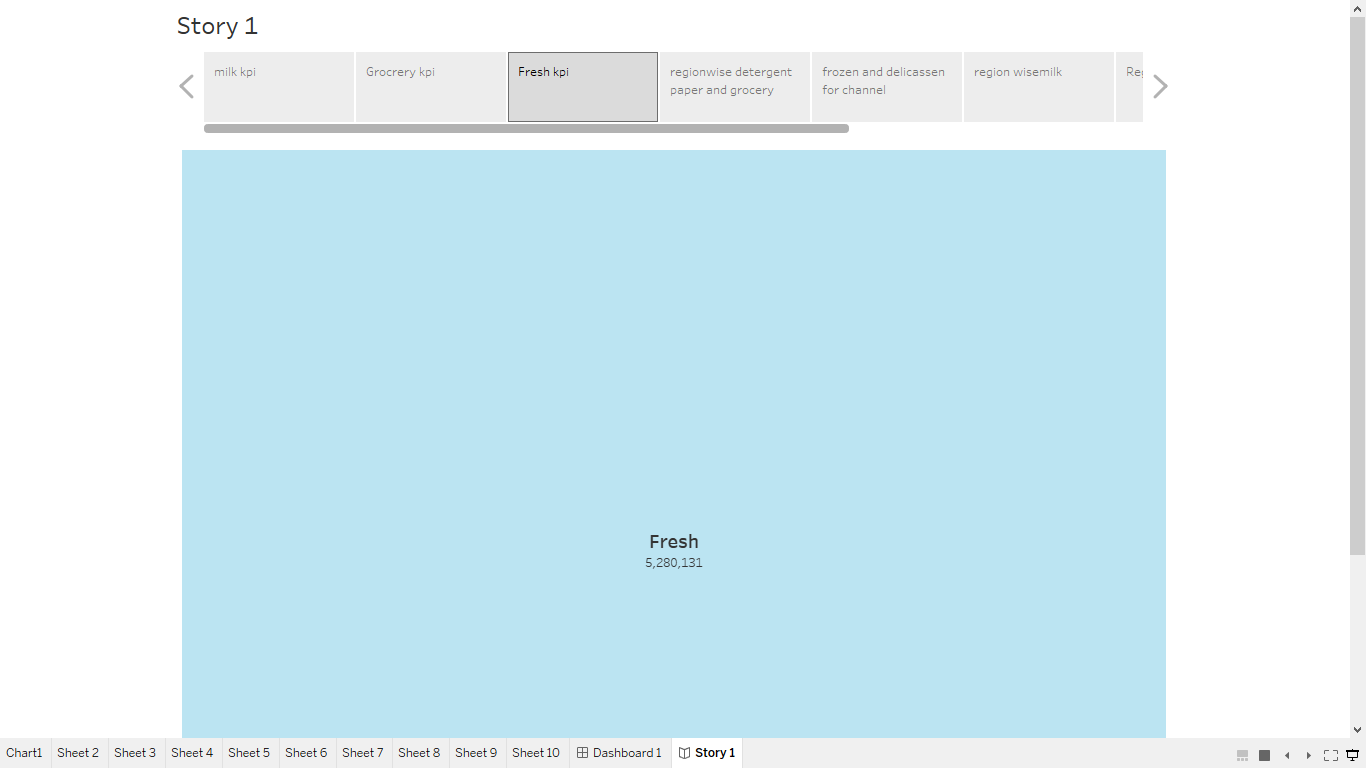 Story 1
milk kpi
Grocrery kpi
Fresh kpi
regionwise detergent
paper and grocery
frozen and delicassen
for channel
region wisemilk
Fresh
5,280,131
Chart1
Sheet 2
Sheet 3
Sheet 4
Sheet 5
Sheet 6
Sheet 7
Sheet 8
Sheet 9
Sheet 10
Dashboard 1
Story 1